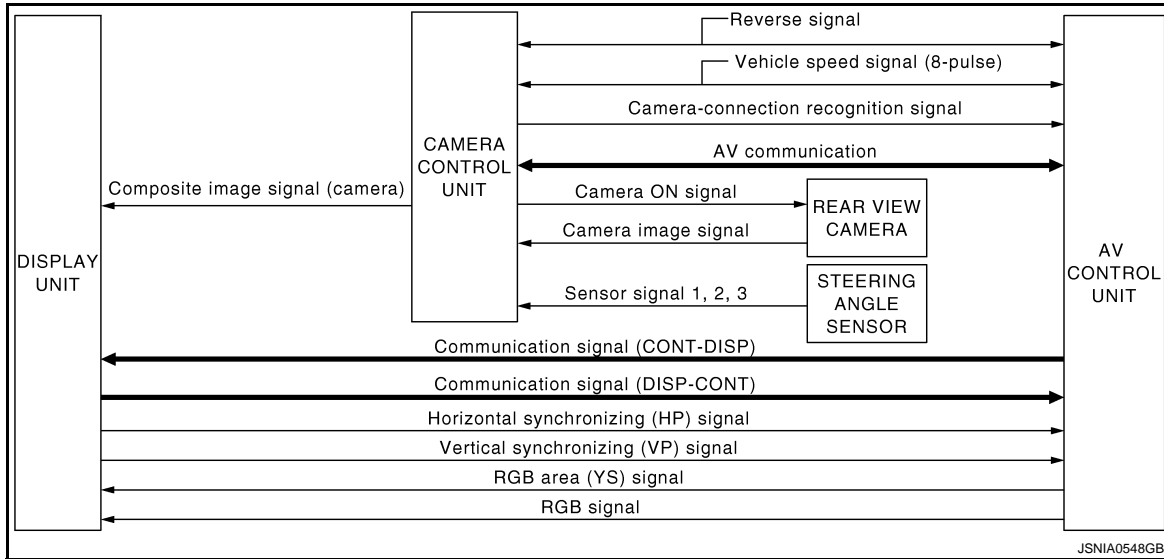 Reverse signal
Vehicle speed signal (8-pulse)
Camera-connection recognition signal
CAMERA
CONTROL
UNIT
AV communication
Composite image signal (camera)
Camera ON signal
REAR VIEW
CAMERA
Camera image signal
DISPLAY
UNIT
AV
CONTROL
UNIT
Sensor signal 1, 2, 3
STEERING
ANGLE
SENSOR
Communication signal (CONT-DISP)
Communication signal (DISP-CONT)
Horizontal synchronizing (HP) signal
Vertical synchronizing (VP) signal
RGB area (YS) signal
RGB signal
JSNIA0548GB